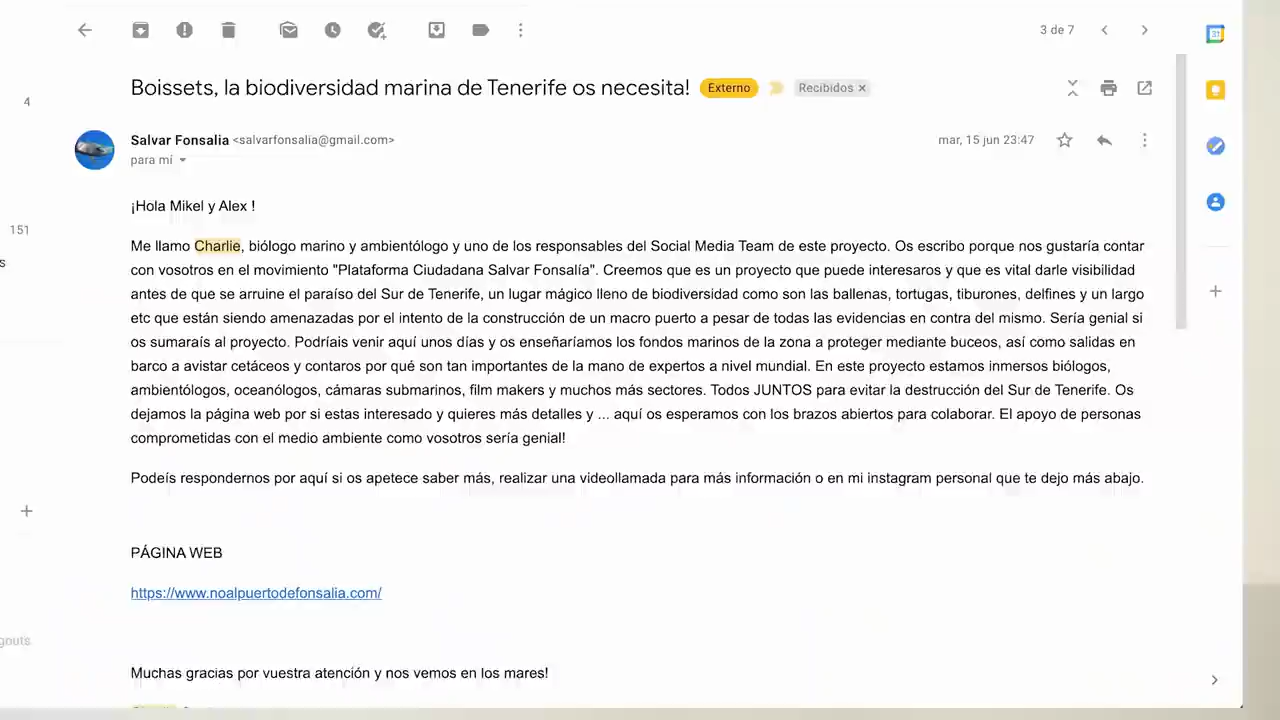 3 de 7
Boissets, la biodiversidad marina de Tenerife os necesita! Externo Recibidos ×
4
Salvar Fonsalia <salvarfonsalia@gmail.com> mar, 15 jun 23:47
para mí
¡Hola Mikel y Alex !
151
Me llamo Charlie, biólogo marino y ambientólogo y uno de los responsables del Social Media Team de este proyecto. Os escribo porque nos gustaría contar
s
con vosotros en el movimiento "Plataforma Ciudadana Salvar Fonsalía". Creemos que es un proyecto que puede interesaros y que es vital darle visibilidad
antes de que se arruine el paraíso del Sur de Tenerife, un lugar mágico lleno de biodiversidad como son las ballenas, tortugas, tiburones, delfines y un largo
etc que están siendo amenazadas por el intento de la construcción de un macro puerto a pesar de todas las evidencias en contra del mismo. Sería genial si
os sumaraís al proyecto. Podríais venir aquí unos días y os enseñaríamos los fondos marinos de la zona a proteger mediante buceos, así como salidas en
barco a avistar cetáceos y contaros por qué son tan importantes de la mano de expertos a nivel mundial. En este proyecto estamos inmersos biólogos,
ambientólogos, oceanólogos, cámaras submarinos, film makers y muchos más sectores. Todos JUNTOS para evitar la destrucción del Sur de Tenerife. Os
dejamos la página web por si estas interesado y quieres más detalles y ... aquí os esperamos con los brazos abiertos para colaborar. El apoyo de personas
comprometidas con el medio ambiente como vosotros sería genial!
Podeís respondernos por aquí si os apetece saber más, realizar una videollamada para más información o en mi instagram personal que te dejo más abajo.
PÁGINA WEB
https://www.noalpuertodefonsalia.com/
gouts
Muchas gracias por vuestra atención y nos vemos en los mares!